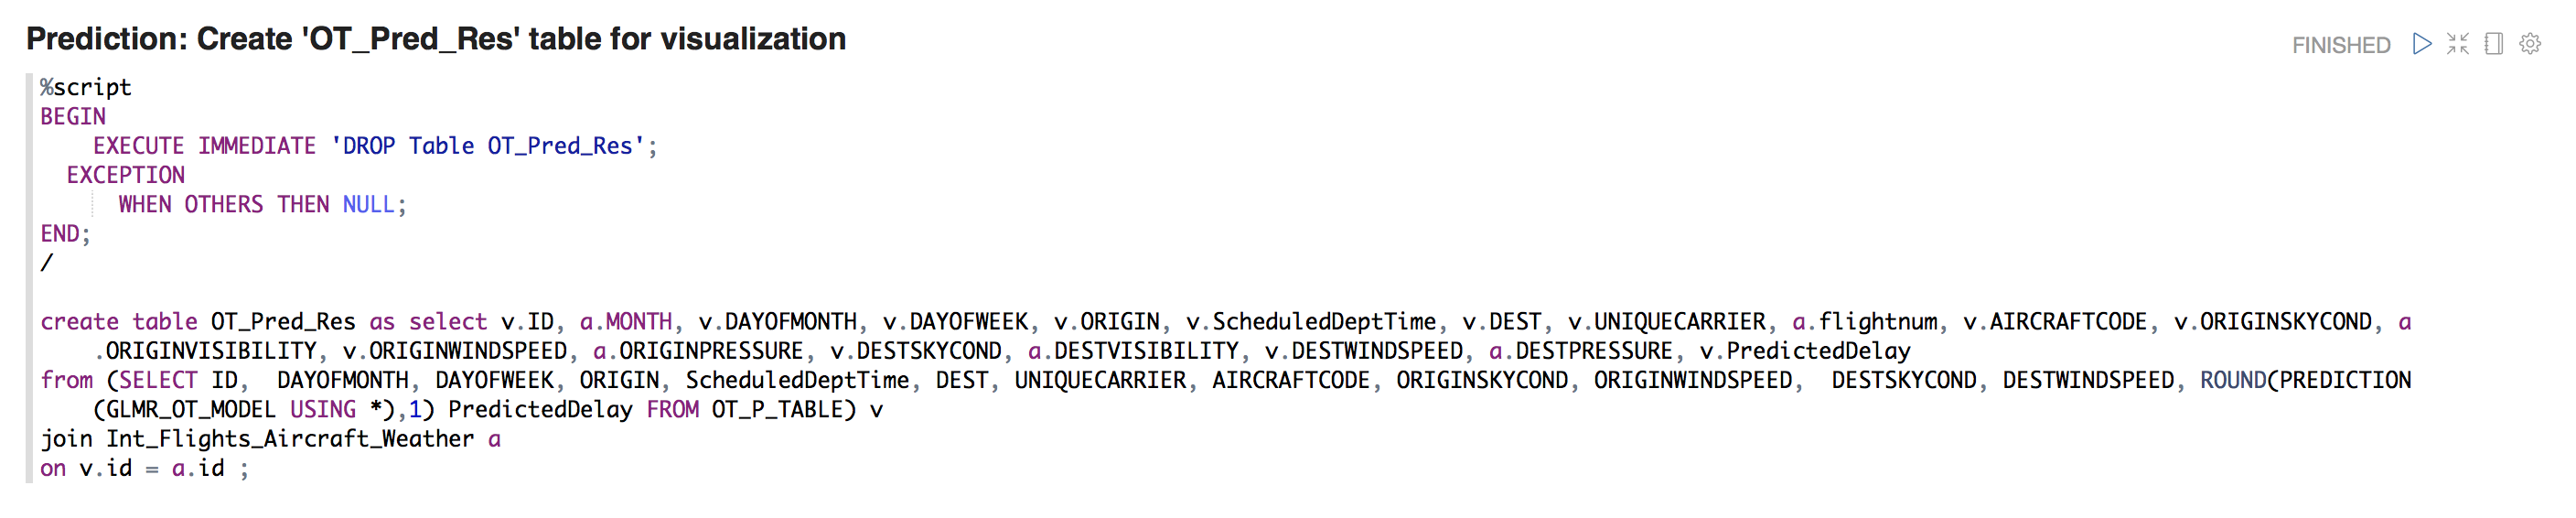 Prediction: Create 'OT_Pred_Res' table for visualization
FINISHED
%script
BEGIN
EXECUTE IMMEDIATE 'DROP Table OT_Pred_Res';
EXCEPTION
WHEN OTHERS THEN NULL;
END;
/
create table OT_Pred_Res as select v.ID, a.MONTH, v.DAYOFMONTH, v.DAYOFWEEK, v.ORIGIN, v.ScheduledDeptTime, v.DEST, v.UNIQUECARRIER, a.flightnum, v.AIRCRAFTCODE, v.ORIGINSKYCOND, a
.ORIGINVISIBILITY, v.ORIGINWINDSPEED, a.ORIGINPRESSURE, v.DESTSKYCOND, a.DESTVISIBILITY, v.DESTWINDSPEED, a.DESTPRESSURE, v.PredictedDelay
from (SELECT ID,  DAYOFMONTH, DAYOFWEEK, ORIGIN, ScheduledDeptTime, DEST, UNIQUECARRIER, AIRCRAFTCODE, ORIGINSKYCOND, ORIGINWINDSPEED,  DESTSKYCOND, DESTWINDSPEED, ROUND(PREDICTION
(GLMR_OT_MODEL USING *),1) PredictedDelay FROM OT_P_TABLE) v
join Int_Flights_Aircraft_Weather a
on v.id = a.id ;